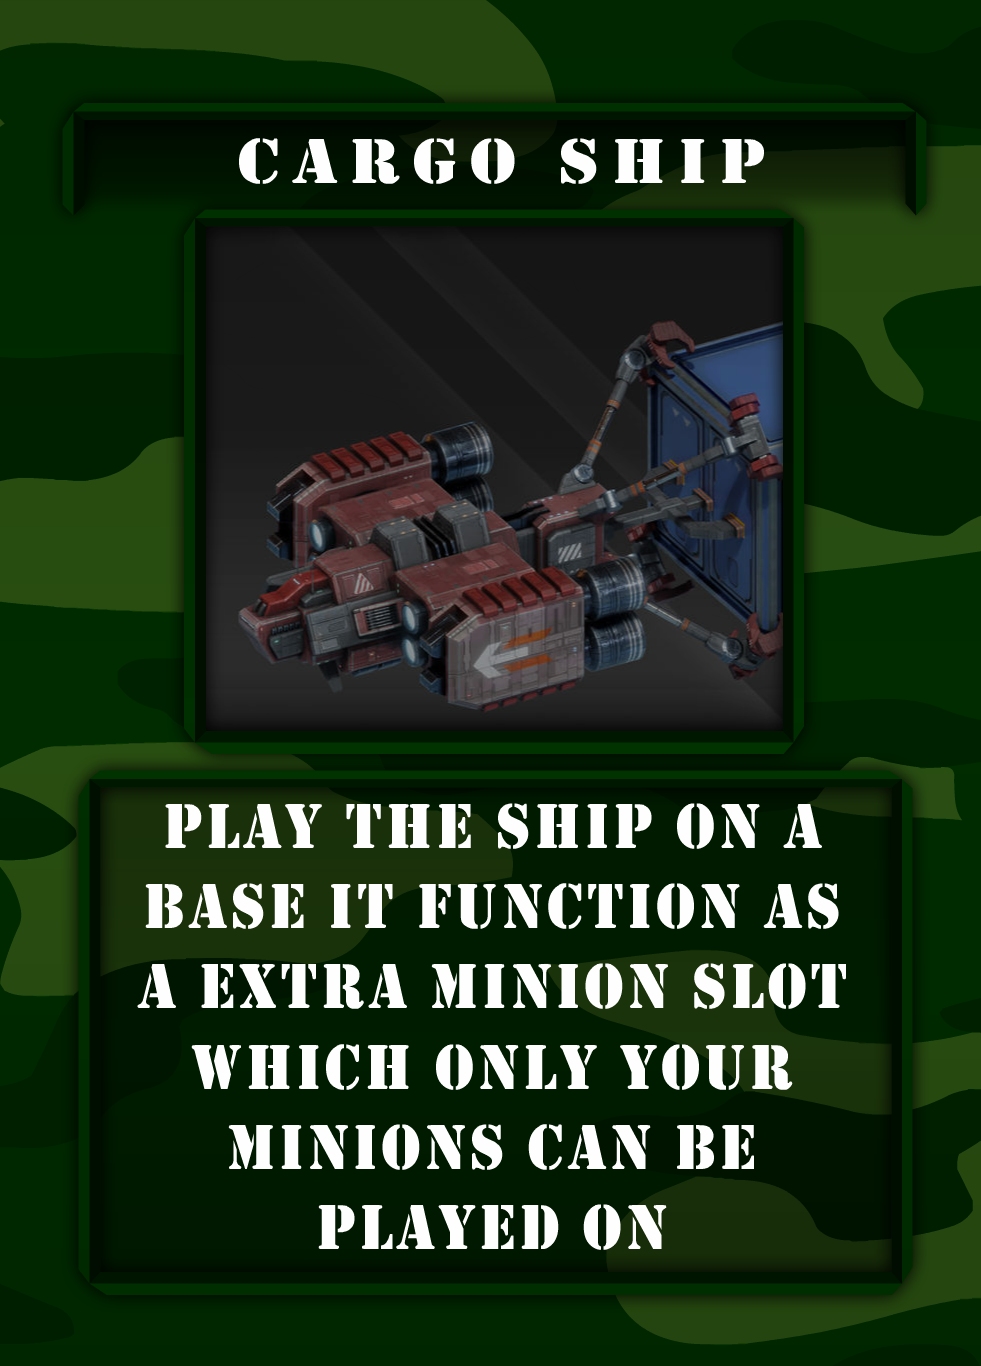 CARGO SHIP
PLAY THE SHIP ON A
BASE IT FUNCTION AS
A EXTRA MINION SLOT
WHICH ONLY YOUR
MINIONS CAN BE
PLAYED ON